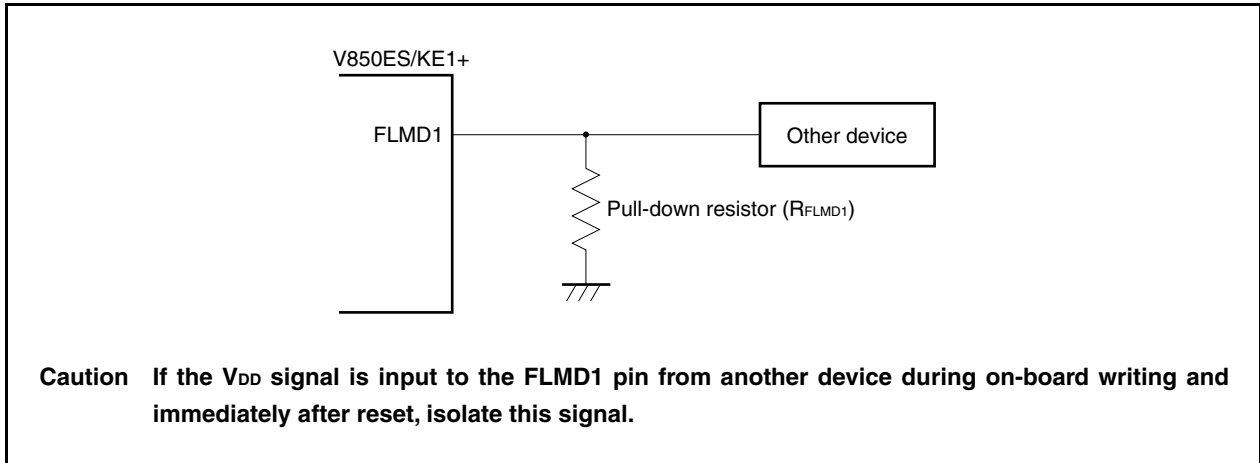 V850ES/KE1+
FLMD1
Other device
Pull-down resistor (RFLMD1)
Caution If the VDD signal is input to the FLMD1 pin from another device during on-board writing and
immediately after reset, isolate this signal.